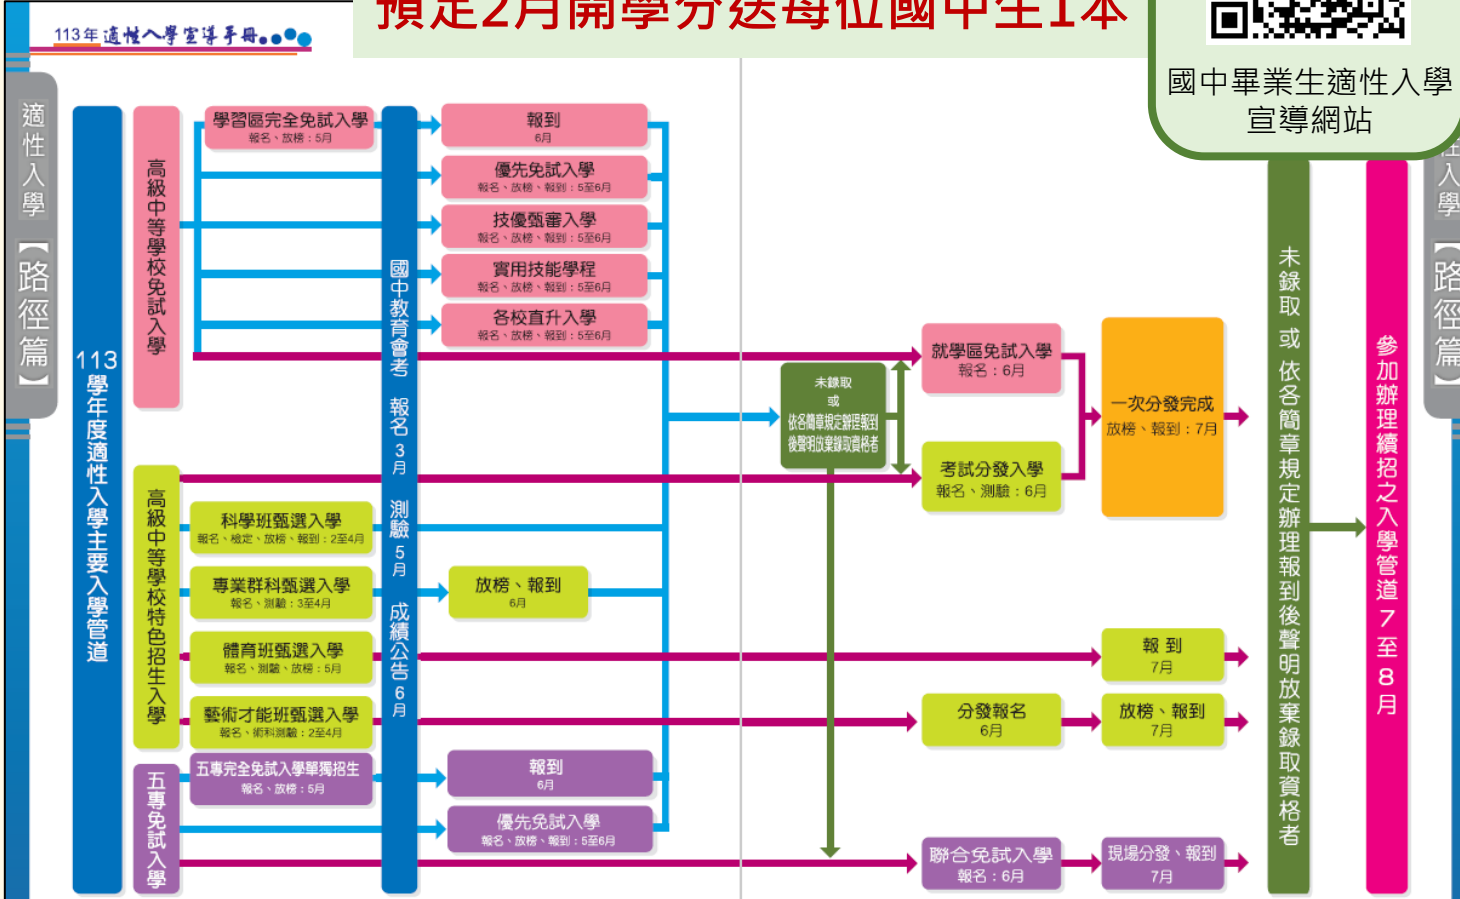 預定2月開學分送每位國中生1本
113年適性入學宣導手冊
國中畢業生適性入學
宣導網站
適性入學【路徑篇】
113學年度適性入學主要入學管道
高級中等學校免試入學
學習區完全免試入學
報名、放榜：5月
報到
6月
優先免試入學
報名、放榜、報到：5至6月
技優甄審入學
報名、放榜、報到：5至6月
實用技能學程
報名、放榜、報到：5至6月
各校直升入學
報名、放榜、報到：5至6月
國中教育會考 報名3月 測驗5月 成績公告6月
就學區免試入學
報名：6月
未錄取
或
依各簡章規定辦理報到
後聲明放棄錄取資格者
一次分發完成
放榜、報到：7月
考試分發入學
報名、測驗：6月
高級中等學校特色招生入學
科學班甄選入學
報名、檢定、放榜、報到：2至4月
專業群科甄選入學
報名、測驗：3至4月
放榜、報到
6月
體育班甄選入學
報名、測驗、放榜：5月
報到
7月
藝術才能班甄選入學
報名、術科測驗：2至4月
分發報名
6月
放榜、報到
7月
五專免試入學
五專完全免試入學單獨招生
報名、放榜：5月
報到
6月
優先免試入學
報名、放榜、報到：5至6月
聯合免試入學
報名：6月
現場分發、報到
7月
未錄取或依各簡章規定辦理報到後聲明放棄錄取資格者
參加辦理續招之入學管道7至8月
性入學【路徑篇】